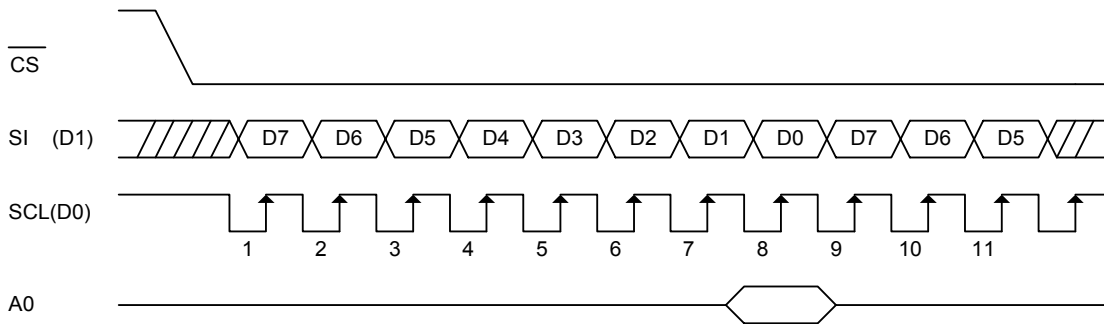 CS
SI (D1) D7 D6 D5 D4 D3 D2 D1 D0 D7 D6 D5
SCL(D0)
1 2 3 4 5 6 7 8 9 10 11
A0